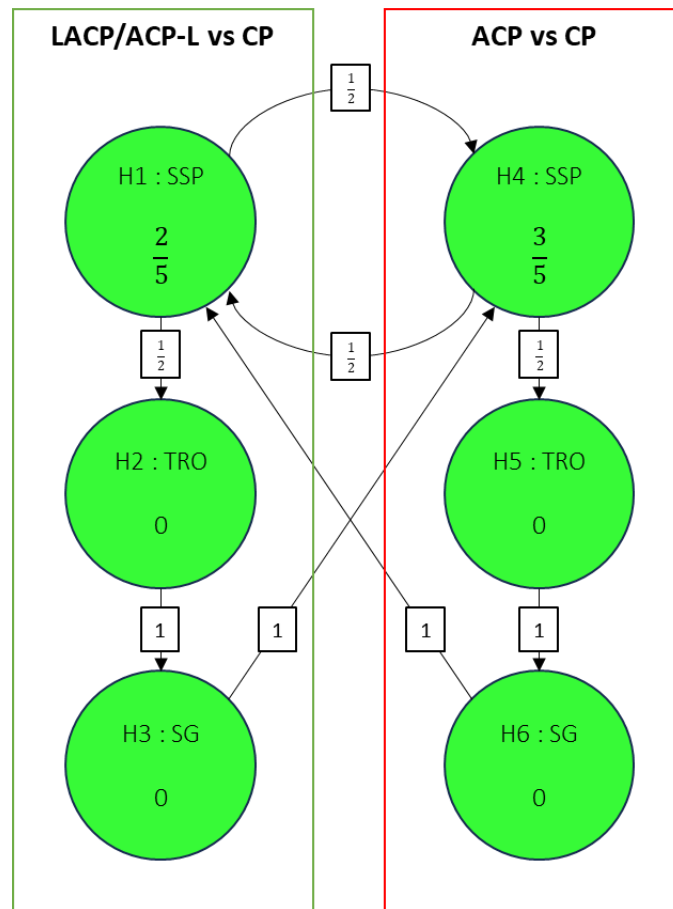 LACP/ACP-L vs CP
ACP vs CP
1/2
H1 : SSP
2/5
H4 : SSP
3/5
1/2
1/2
1/2
H2 : TRO
0
H5 : TRO
0
1
1
1
1
H3 : SG
0
H6 : SG
0